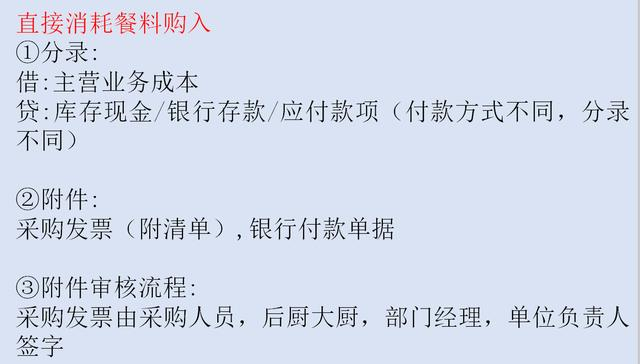 直接消耗餐料购入
①分录:
借:主营业务成本
贷:库存现金/银行存款/应付款项（付款方式不同，分录
不同）
②附件:
采购发票（附清单）,银行付款单据
③附件审核流程:
采购发票由采购人员，后厨大厨，部门经理，单位负责人
签字